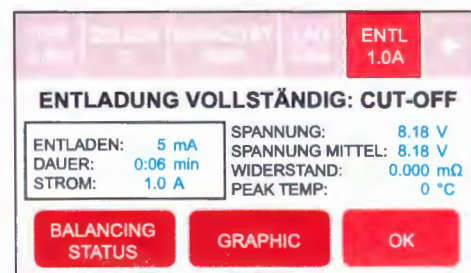 ENTL
1.0A
ENTLADUNG VOLLSTÄNDIG: CUT-OFF
ENTLADEN: 5 mA
DAUER: 0:06 min
STROM: 1.0 A
SPANNUNG: 8.18 V
SPANNUNG MITTEL: 8.18 V
WIDERSTAND: 0.000 mΩ
PEAK TEMP: 0 °C
BALANCING
STATUS
GRAPHIC
OK